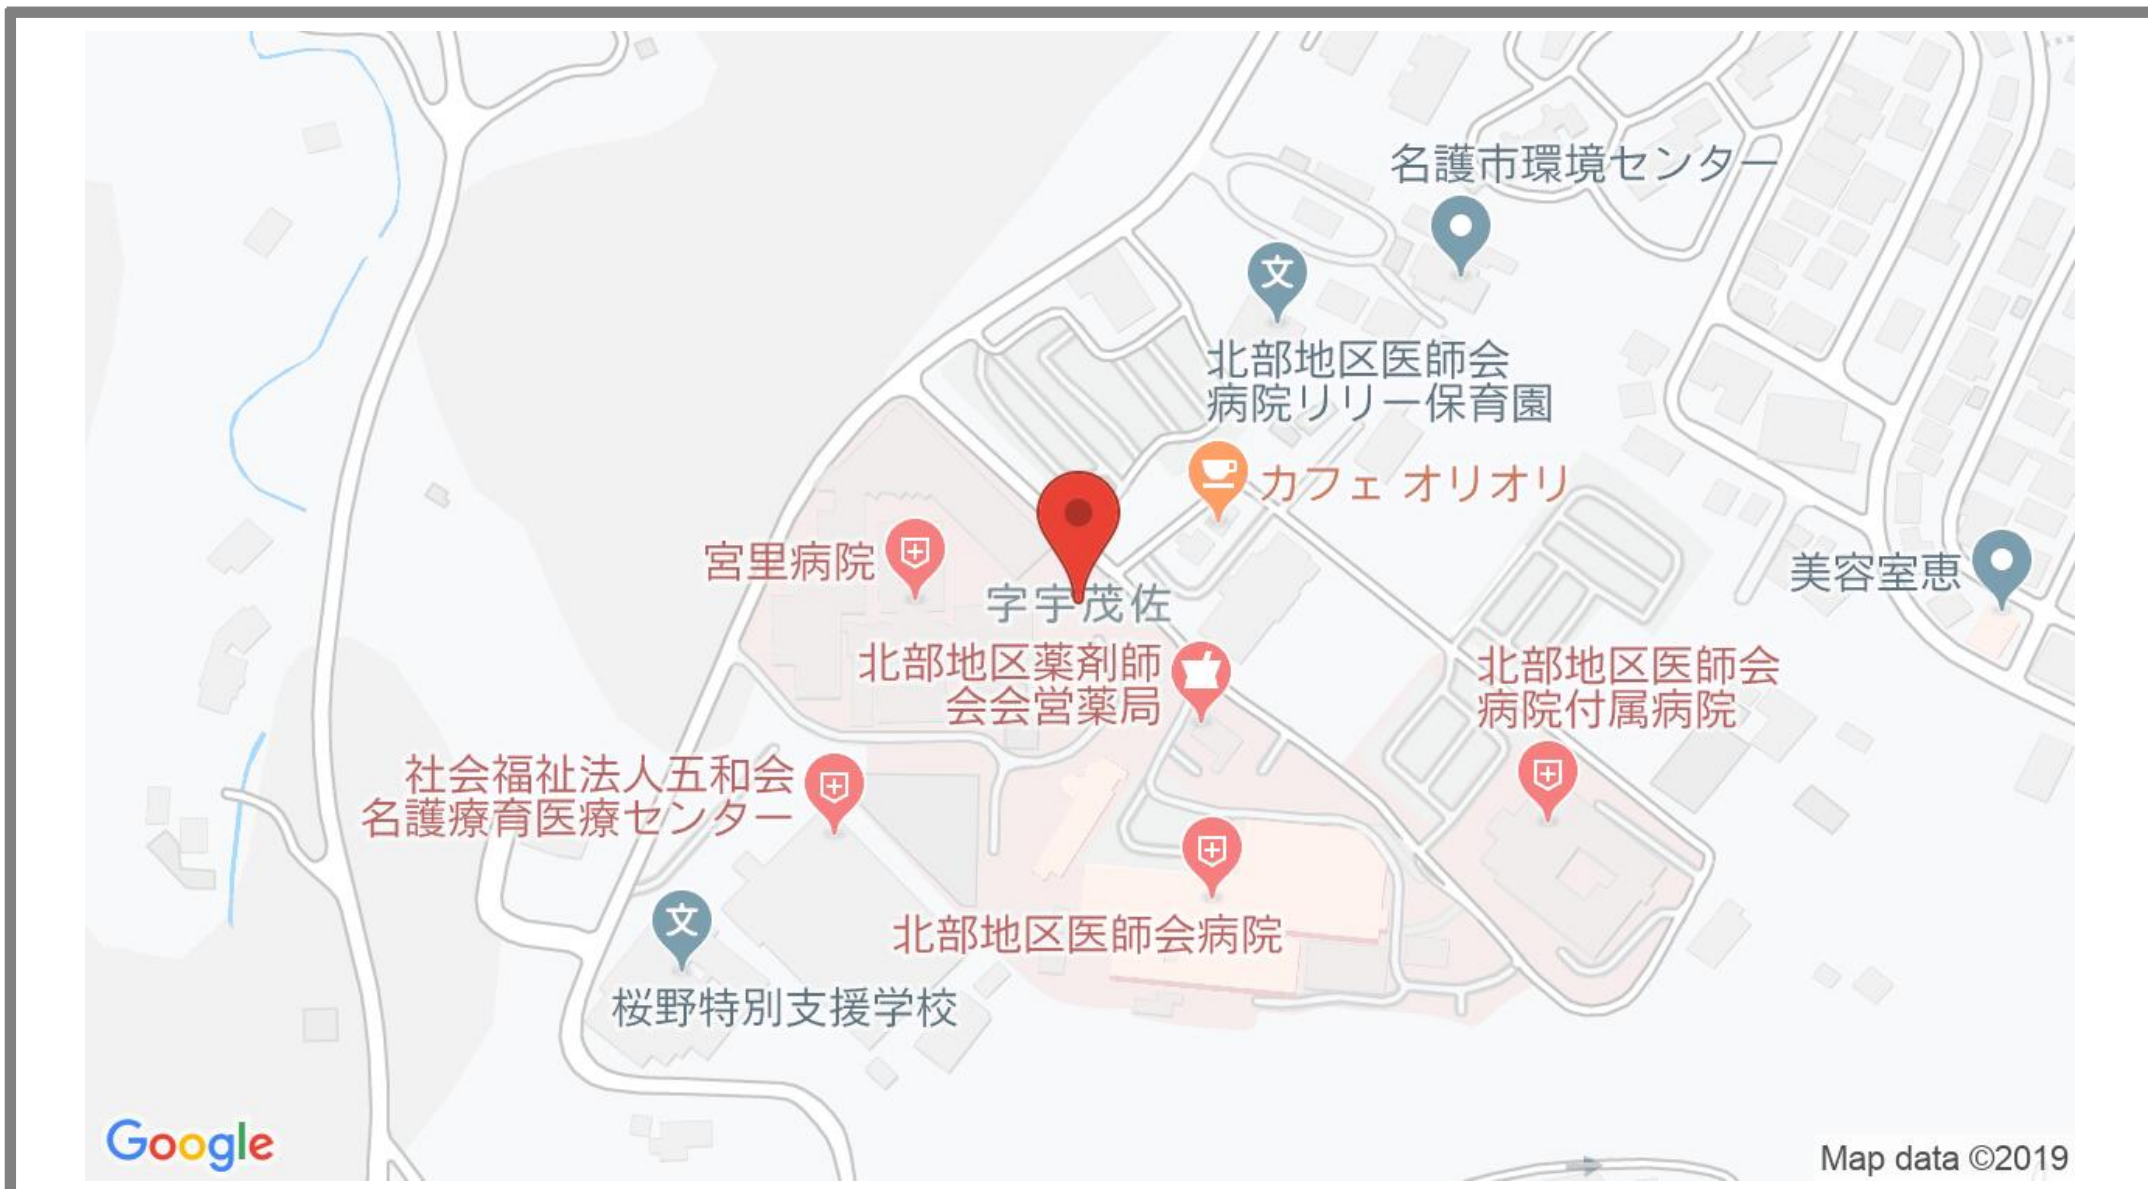 名護市環境センター
北部地区医師会
病院リリー保育園
カフェ オリオリ
宮里病院
字宇茂佐
美容室恵
北部地区薬剤師
会会営薬局
北部地区医師会
病院付属病院
社会福祉法人五和会
名護療育医療センター
北部地区医師会病院
桜野特別支援学校
Google
Map data ©2019